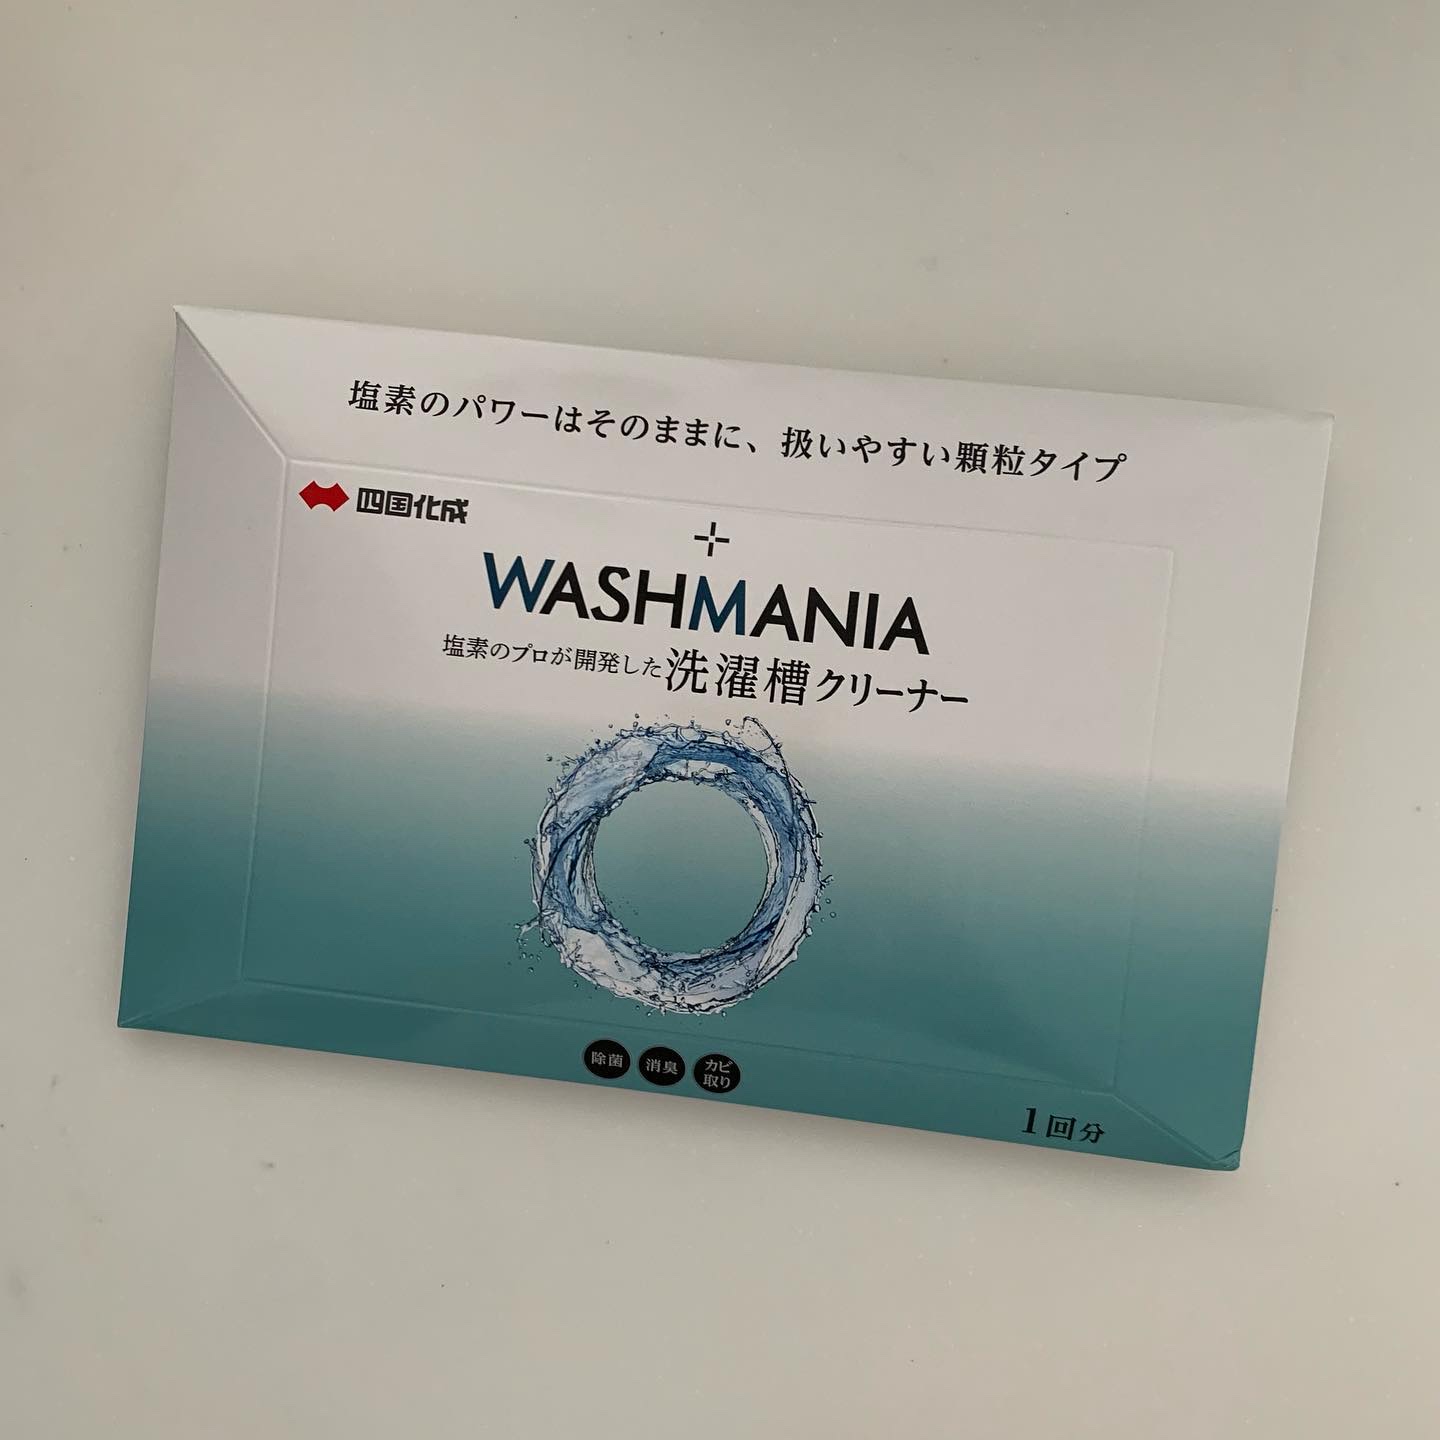 塩素のパワーはそのままに、扱いやすい顆粒タイプ
四国化成
WASHMANIA
塩素のプロが開発した洗濯槽クリーナー
除菌
消臭
カビ
取り
1回分